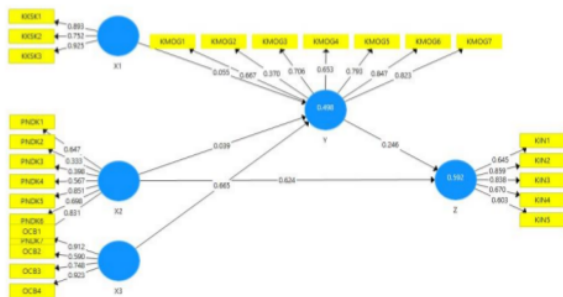 KKSK1
KKSK2
KKSK3
0.893
0.752
0.925
X1
KMOG1
KMOG2
KMOG3
KMOG4
KMOG5
KMOG6
KMOG7
0.055
0.667
0.370
0.706
0.653
0.793
0.847
0.823
0.498
Y
PNDK1
PNDK2
PNDK3
PNDK4
PNDK5
PNDK6
PNDK7
0.647
0.333
0.398
0.567
0.851
0.698
0.831
X2
0.039
0.665
0.624
0.246
0.592
Z
KIN1
KIN2
KIN3
KIN4
KIN5
0.645
0.859
0.838
0.670
0.603
OCB1
OCB2
OCB3
OCB4
0.912
0.590
0.748
0.923
X3